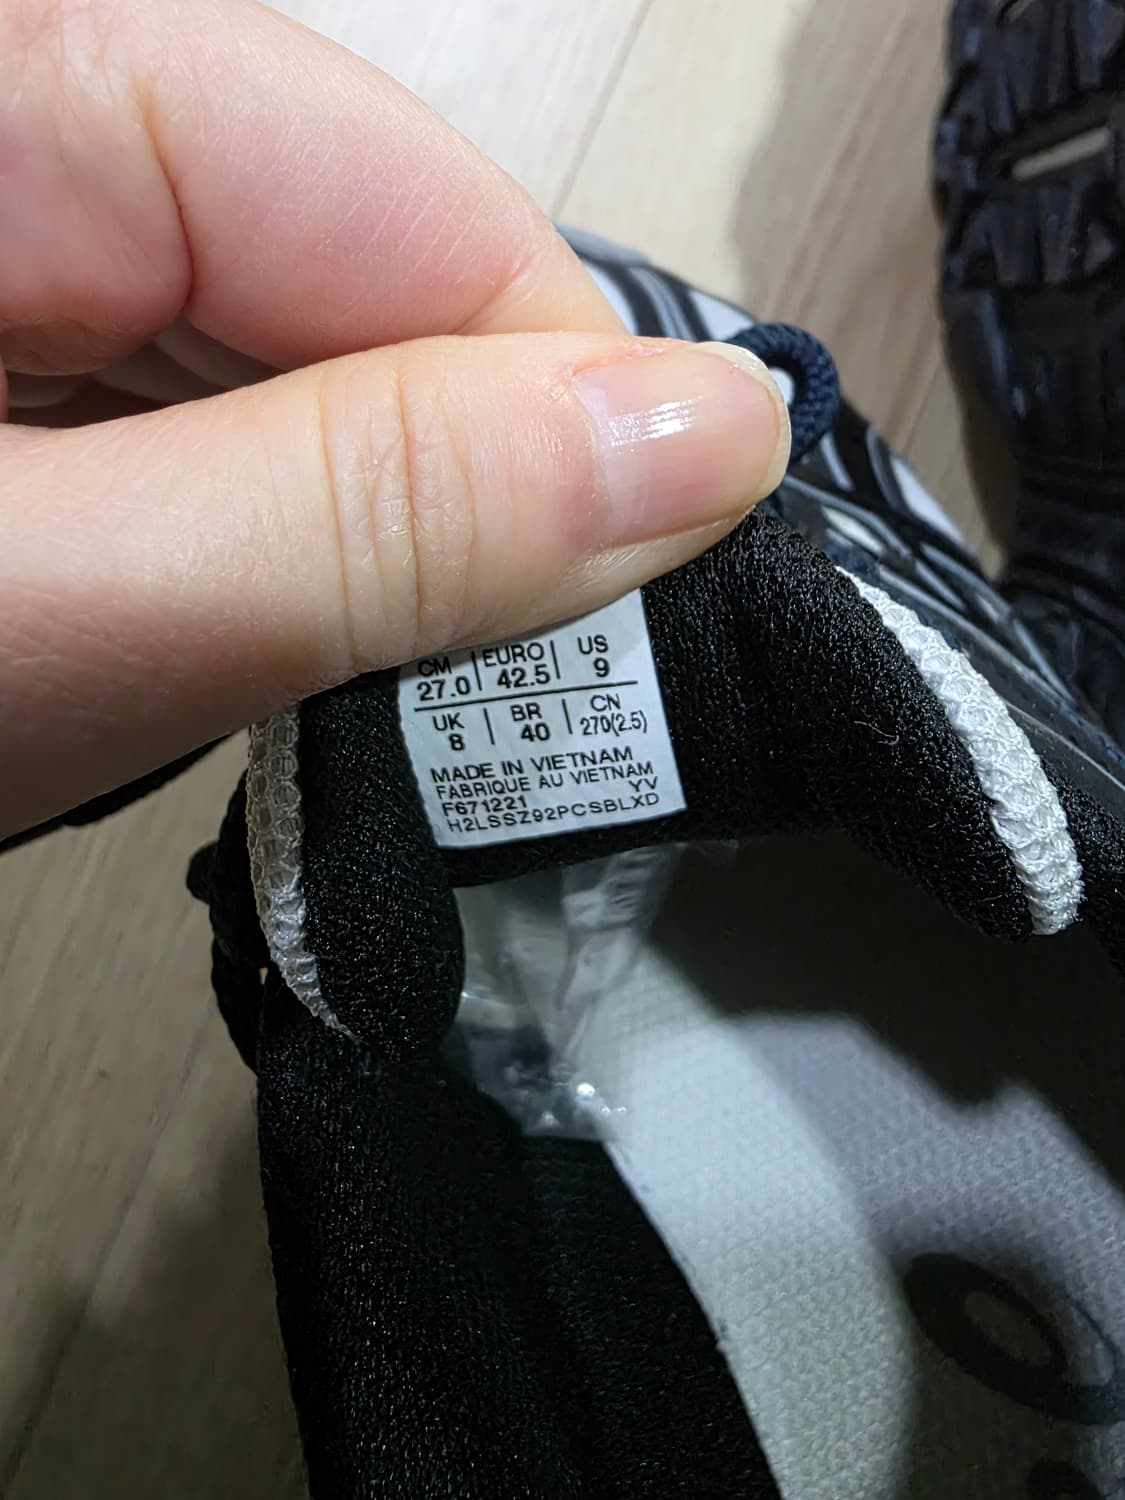 CM | EURO | US
27.0 | 42.5 | 9
UK | BR | CN
8 | 40 | 270(2.5)
MADE IN VIETNAM
FABRIQUE AU VIETNAM
F671221 YV
H2LSSZ92PCSBLXD